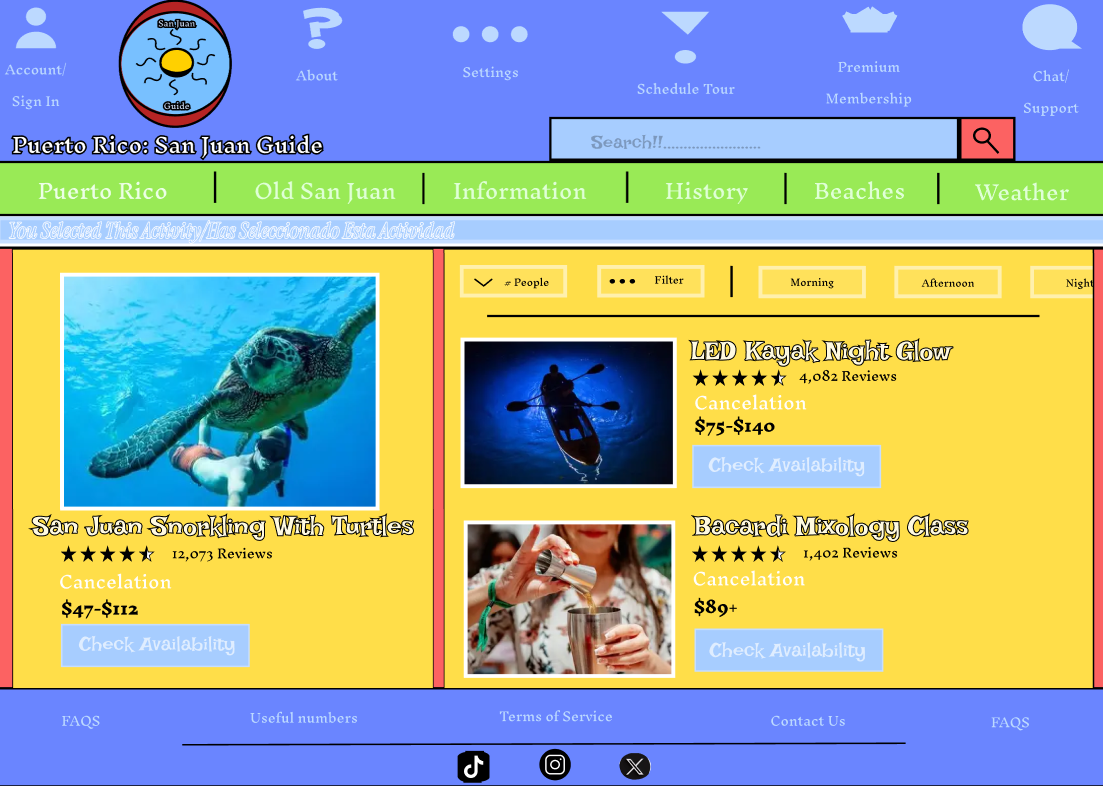 San Juan
Guide
Account/
Sign In
About
Settings
Schedule Tour
Premium
Membership
Chat/
Support
Puerto Rico: San Juan Guide
Search!!........................
Puerto Rico
Old San Juan
Information
History
Beaches
Weather
You Selected This Activity/Has Seleccionado Esta Actividad
# People
Filter
Morning
Afternoon
Night
San Juan Snorkling With Turtles
12,073 Reviews
Cancelation
$47-$112
Check Availability
LED Kayak Night Glow
4,082 Reviews
Cancelation
$75-$140
Check Availability
Bacardi Mixology Class
1,402 Reviews
Cancelation
$89+
Check Availability
FAQS
Useful numbers
Terms of Service
Contact Us
FAQS